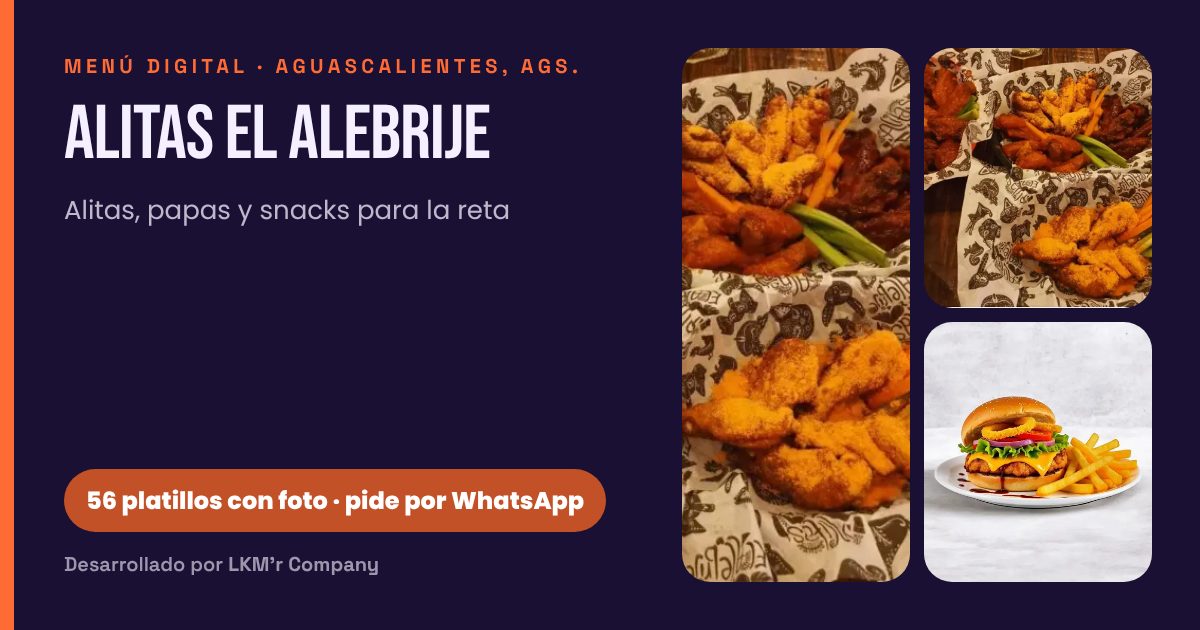 MENÚ DIGITAL · AGUASCALIENTES, AGS.
ALITAS EL ALEBRIJE
Alitas, papas y snacks para la reta
56 platillos con foto · pide por WhatsApp
Desarrollado por LKM'r Company